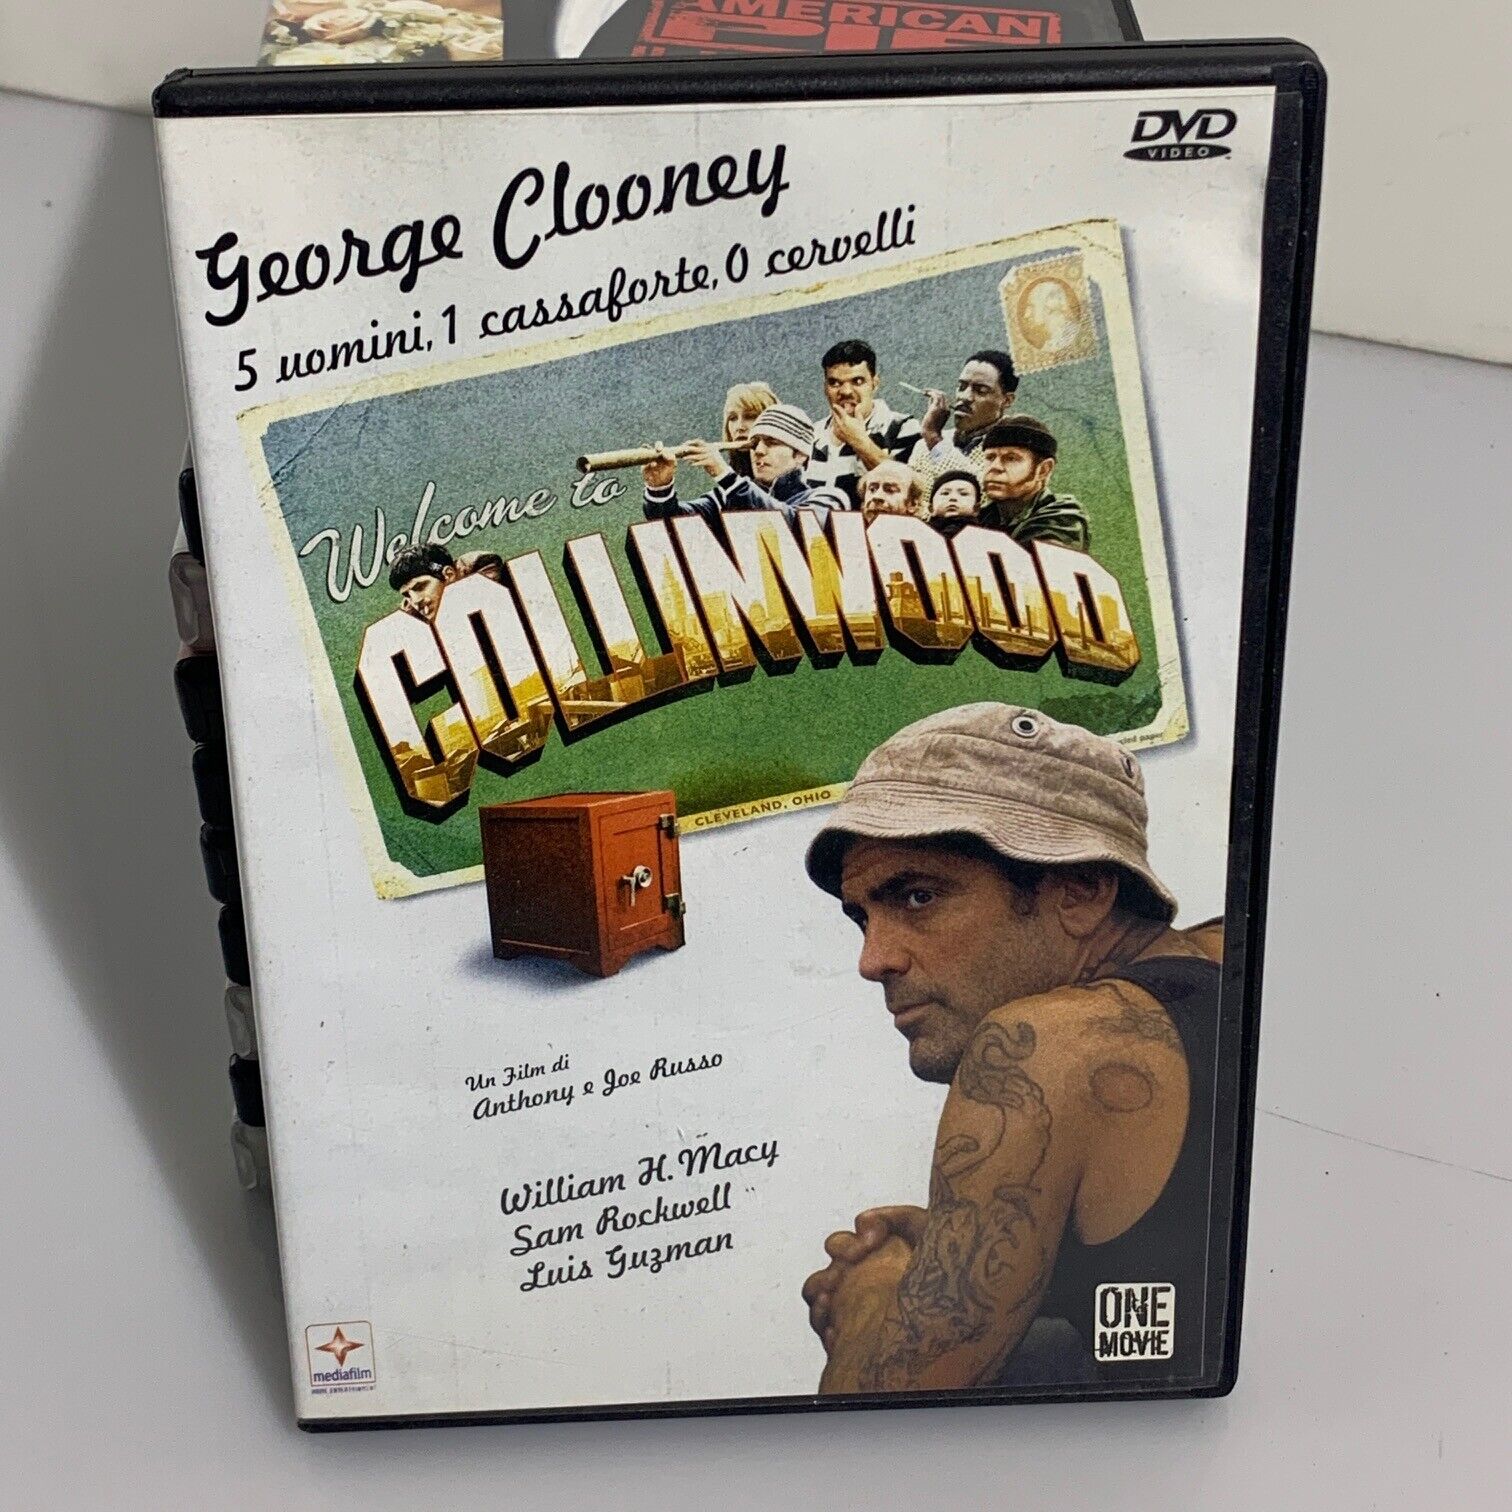 AMERICAN
DVD
VIDEO
George Clooney
5 uomini, 1 cassaforte, 0 cervelli
Welcome to
COLLINWOOD
CLEVELAND, OHIO
Un Film di
Anthony e Joe Russo
William H. Macy
Sam Rockwell
Luis Guzman
ONE
MOVIE
mediafilm